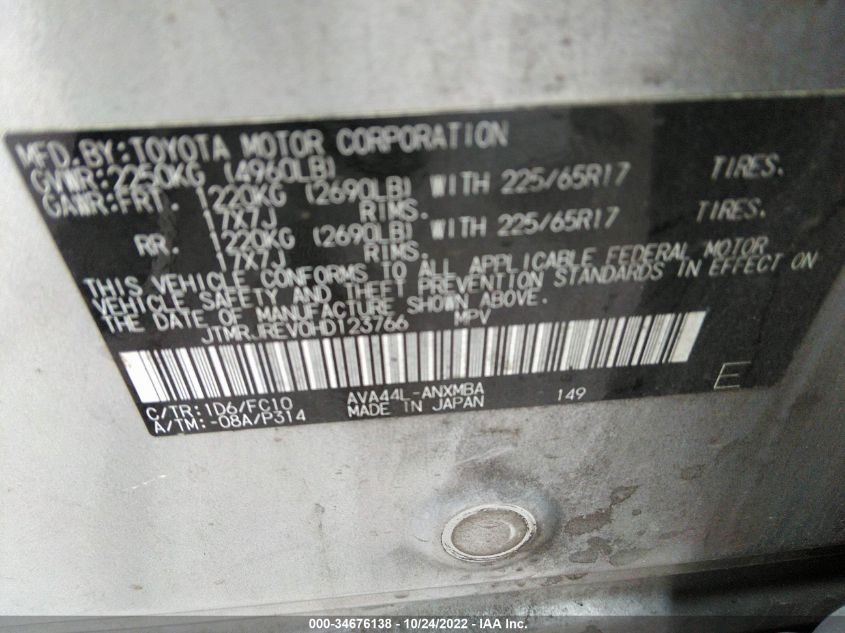 MFD.BY:TOYOTA MOTOR CORPORATION
GVWR:2250KG (4960LB)
GAWR:FRT. 1220KG (2690LB) WITH 225/65R17 TIRES.
17X7J RIMS.
RR. 1220KG (2690LB) WITH 225/65R17 TIRES.
17X7J RIMS.
THIS VEHICLE CONFORMS TO ALL APPLICABLE FEDERAL MOTOR
VEHICLE SAFETY AND THEFT PREVENTION STANDARDS IN EFFECT ON
THE DATE OF MANUFACTURE SHOWN ABOVE.
JTMRJREV0HD123766 MPV
C/TR:1D6/FC10 AVA44L-ANXMBA 149 E
A/TM:-08A/P314 MADE IN JAPAN
000-34676138 - 10/24/2022 - IAA Inc.